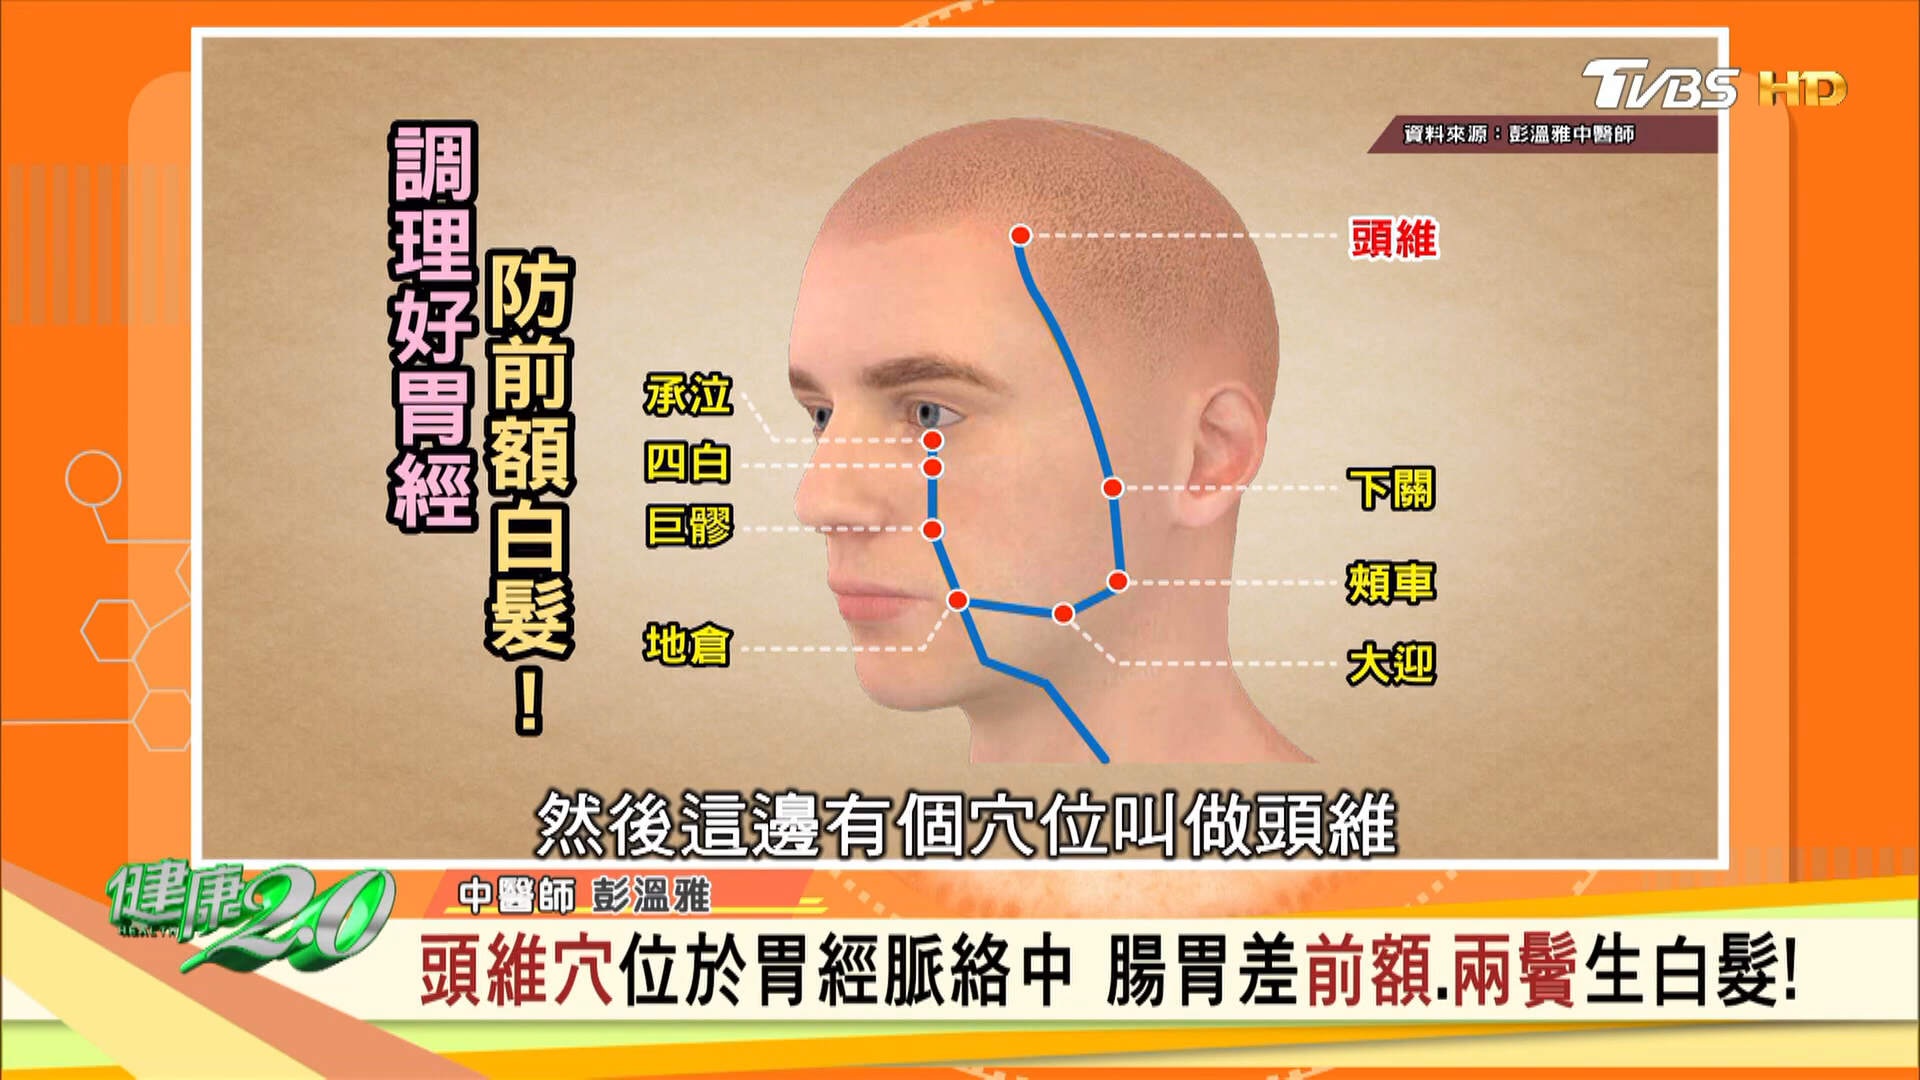 TVBS HD
資料來源：彭溫雅中醫師
調理好胃經
防前額白髮！
頭維
承泣
四白
巨髎
地倉
下關
頰車
大迎
然後這邊有個穴位叫做頭維
健康2.0
HEALTH
中醫師 彭溫雅
頭維穴位於胃經脈絡中 腸胃差前額.兩鬢生白髮!